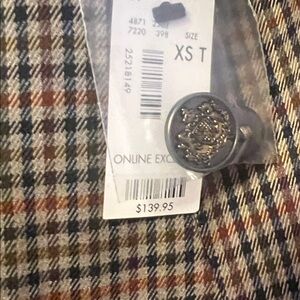 4871
7220 398 SIZE
XS T
25218149
ONLINE EXC
$139.95